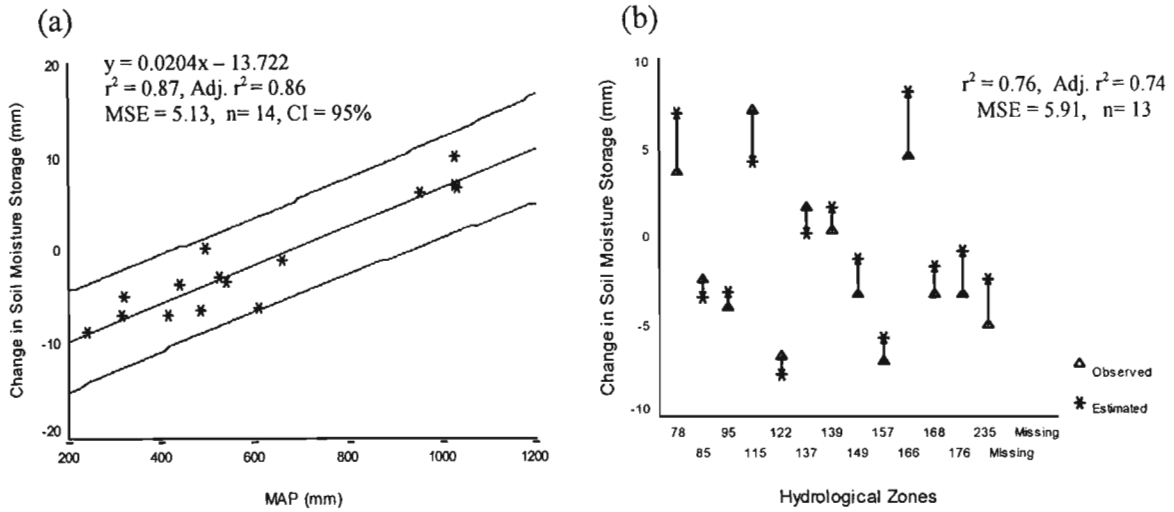 (a)
y = 0.0204x – 13.722
r² = 0.87, Adj. r² = 0.86
MSE = 5.13, n= 14, CI = 95%
Change in Soil Moisture Storage (mm)
20
10
0
-10
-20
200 400 600 800 1000 1200
MAP (mm)
(b)
r² = 0.76, Adj. r² = 0.74
MSE = 5.91, n= 13
Change in Soil Moisture Storage (mm)
10
5
0
-5
-10
Observed
Estimated
78 95 122 139 157 168 235 Missing
85 115 137 149 166 176 Missing
Hydrological Zones